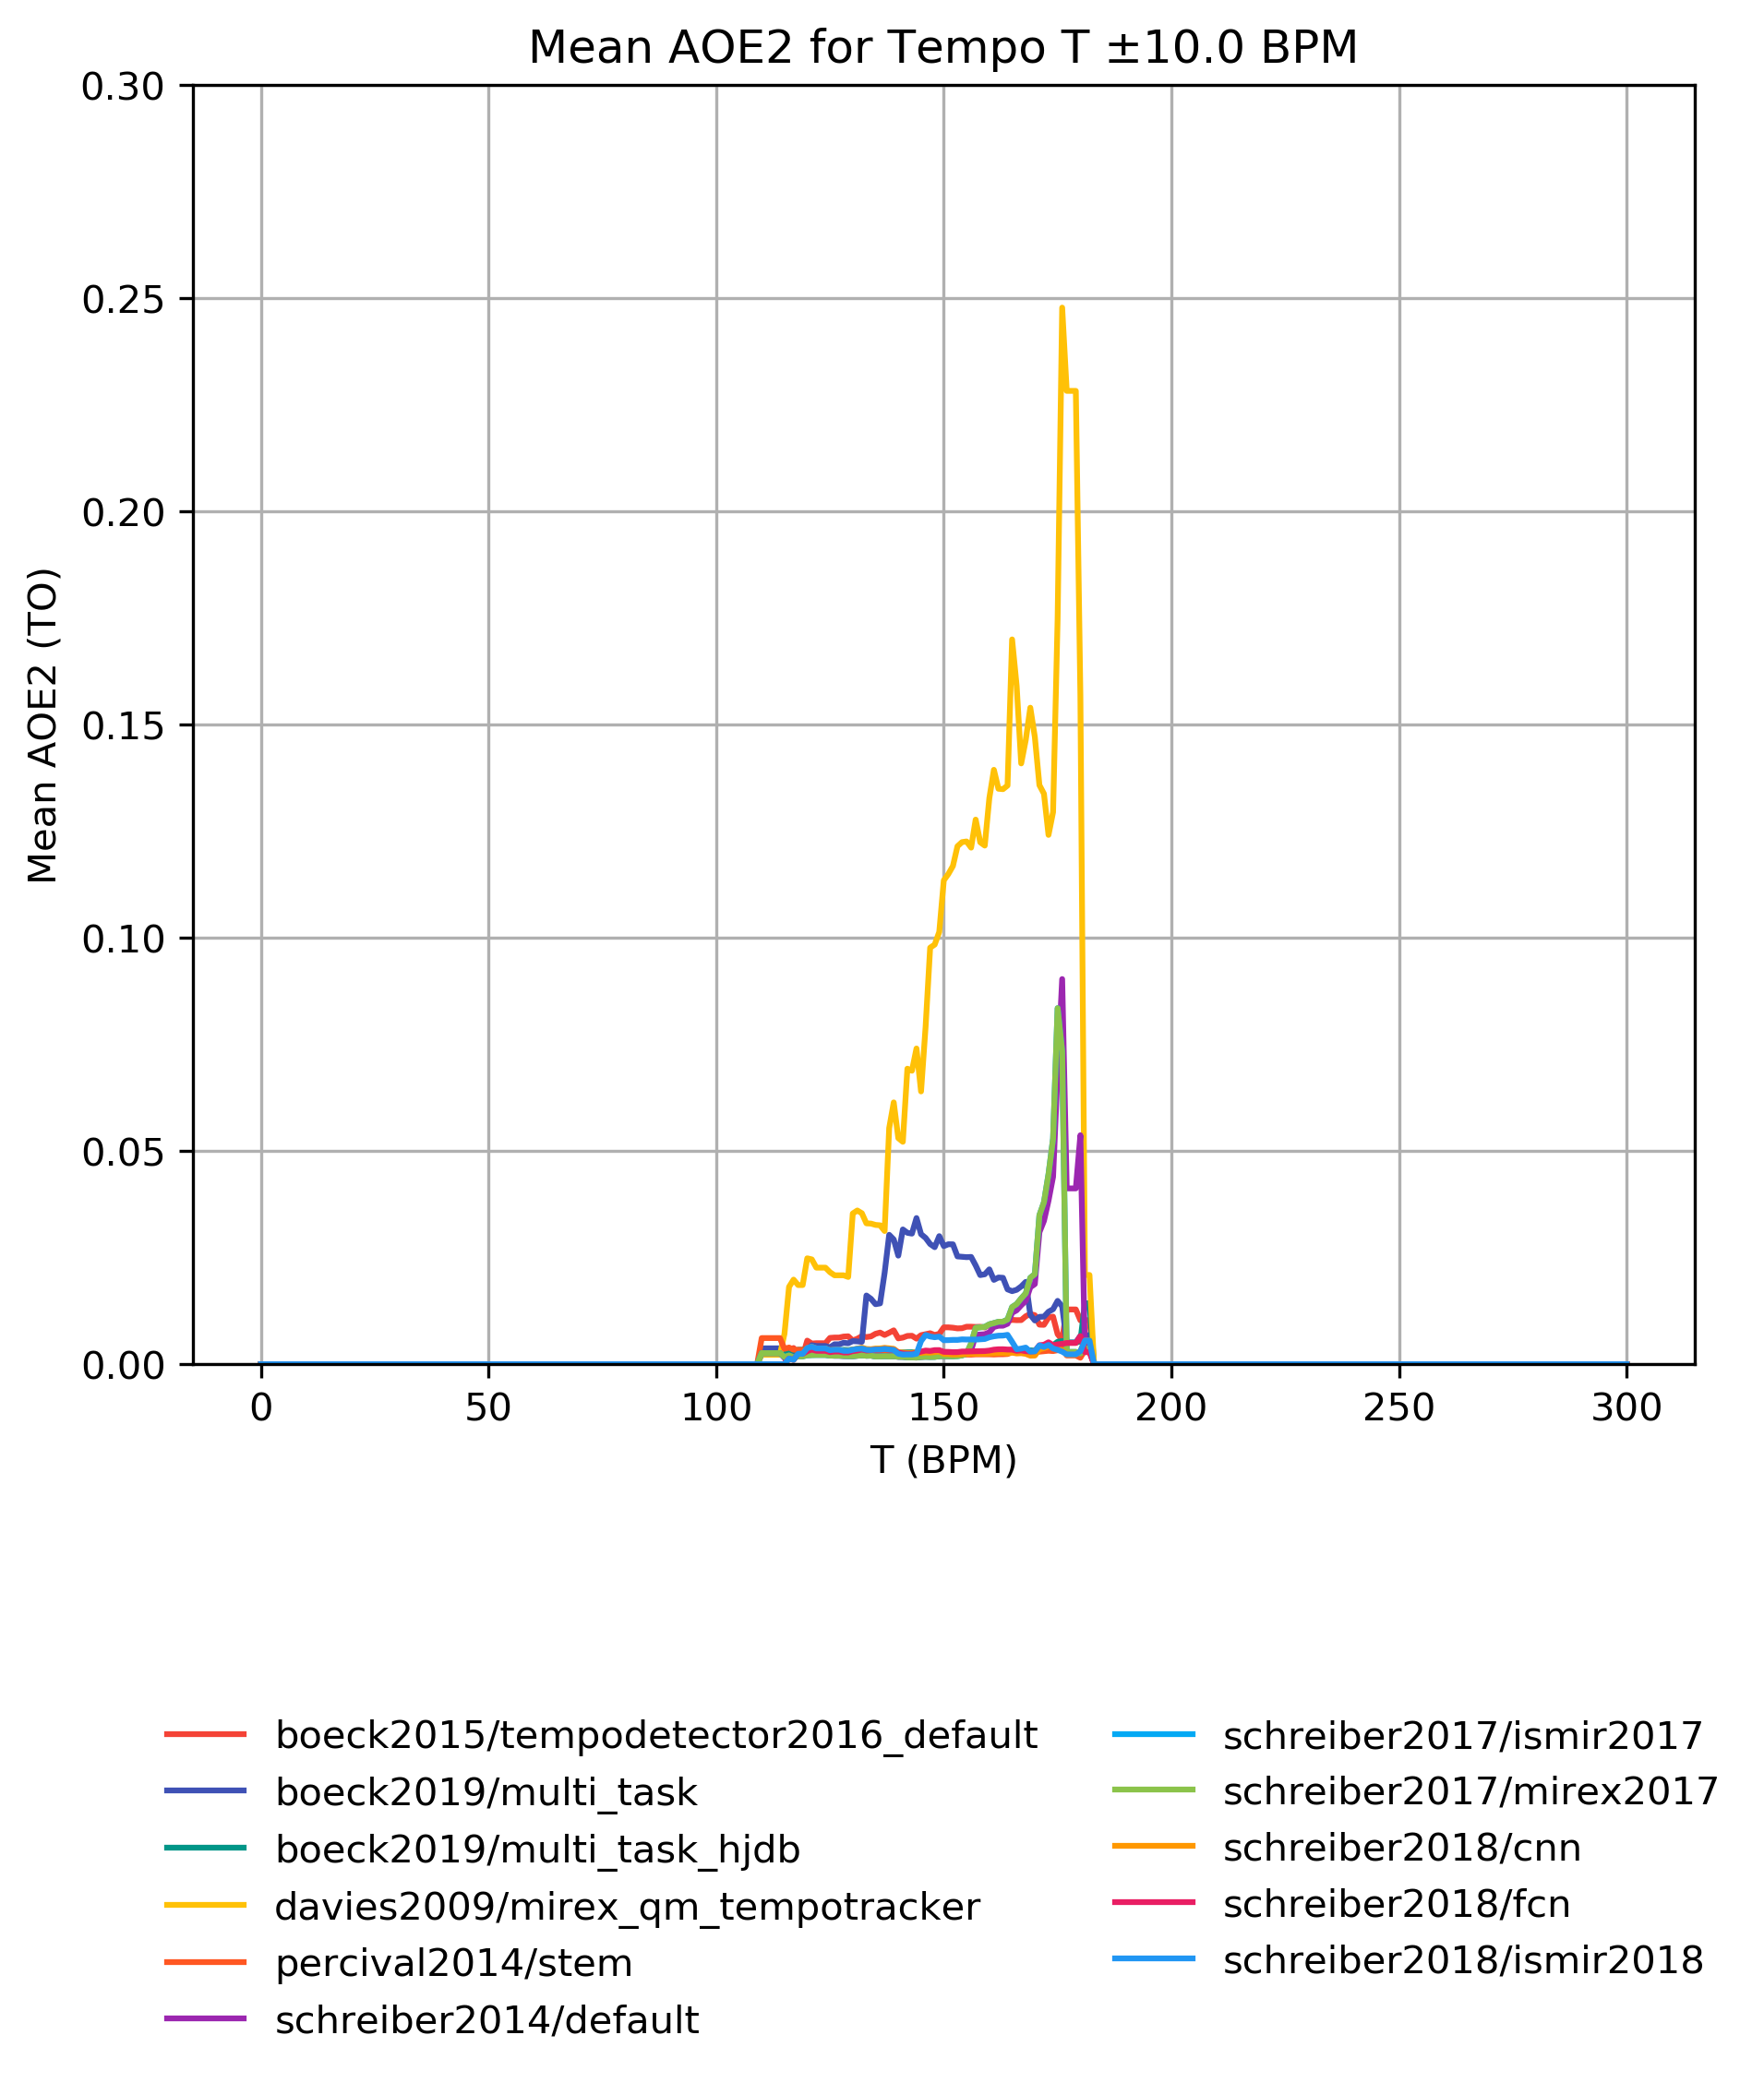 Mean AOE2 for Tempo T ±10.0 BPM
0.30
0.25
0.20
0.15
0.10
0.05
0.00
Mean AOE2 (TO)
0 50 100 150 200 250 300
T (BPM)
boeck2015/tempodetector2016_default
boeck2019/multi_task
boeck2019/multi_task_hjdb
davies2009/mirex_qm_tempotracker
percival2014/stem
schreiber2014/default
schreiber2017/ismir2017
schreiber2017/mirex2017
schreiber2018/cnn
schreiber2018/fcn
schreiber2018/ismir2018